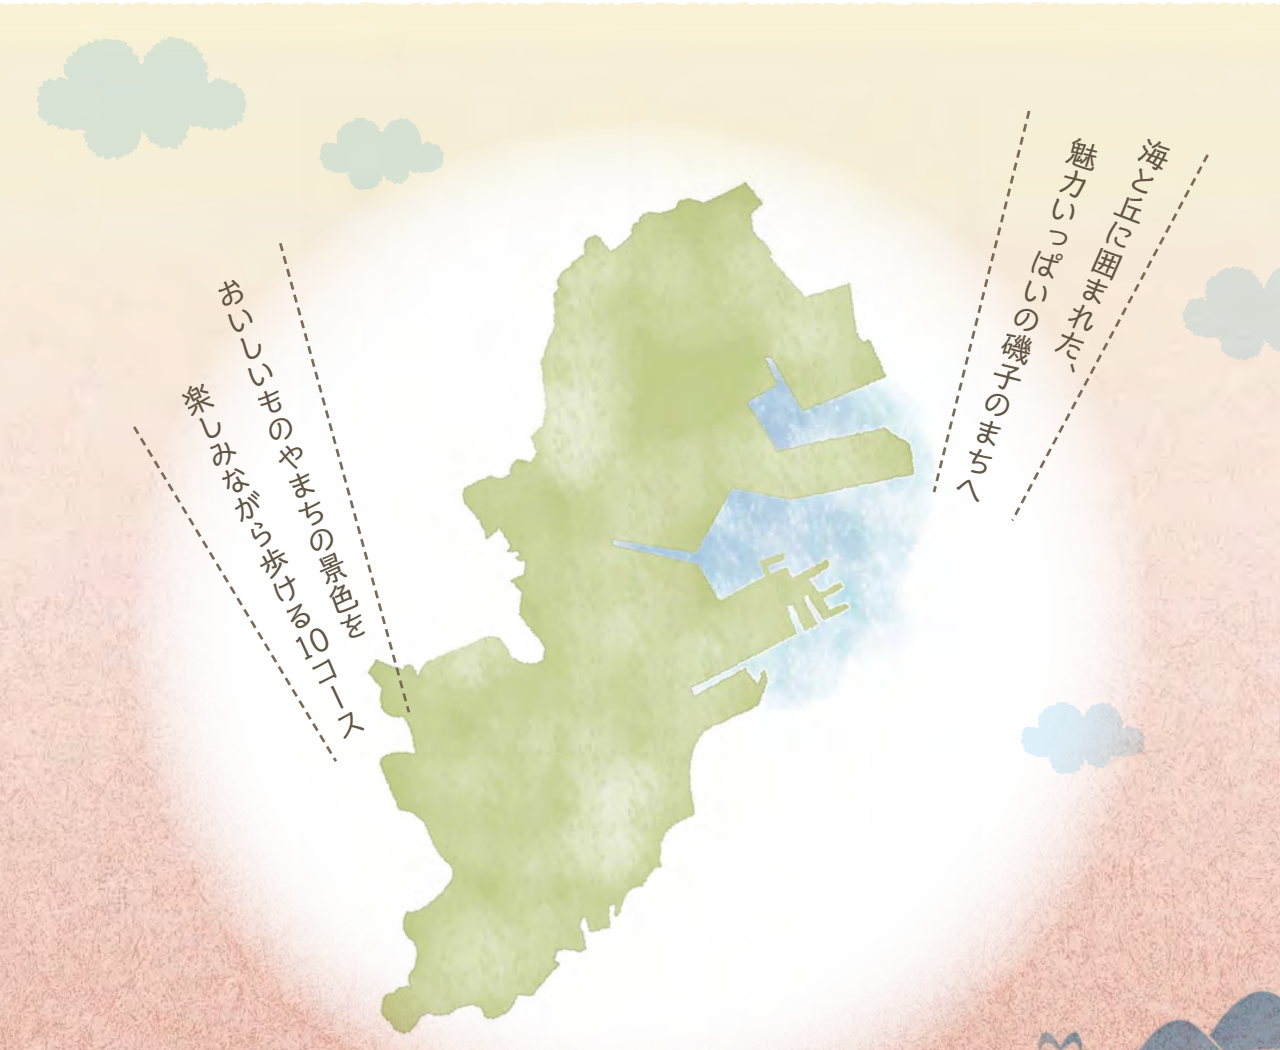 海と丘に囲まれた、
魅力いっぱいの磯子のまちへ
おいしいものやまちの景色を
楽しみながら歩ける10コース